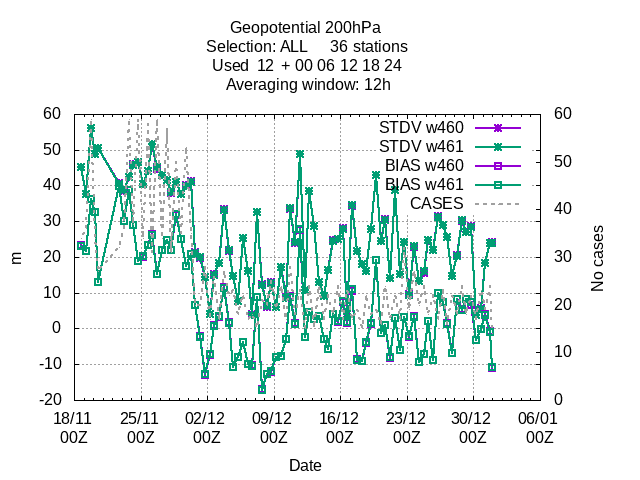 Geopotential 200hPa
Selection: ALL 36 stations
Used 12 + 00 06 12 18 24
Averaging window: 12h
60 60
50 50
40 40
30 30
20 20
10 10
0 0
-10
-20
m
No cases
STDV w460
STDV w461
BIAS w460
BIAS w461
CASES
18/11 25/11 02/12 09/12 16/12 23/12 30/12 06/01
00Z 00Z 00Z 00Z 00Z 00Z 00Z 00Z
Date